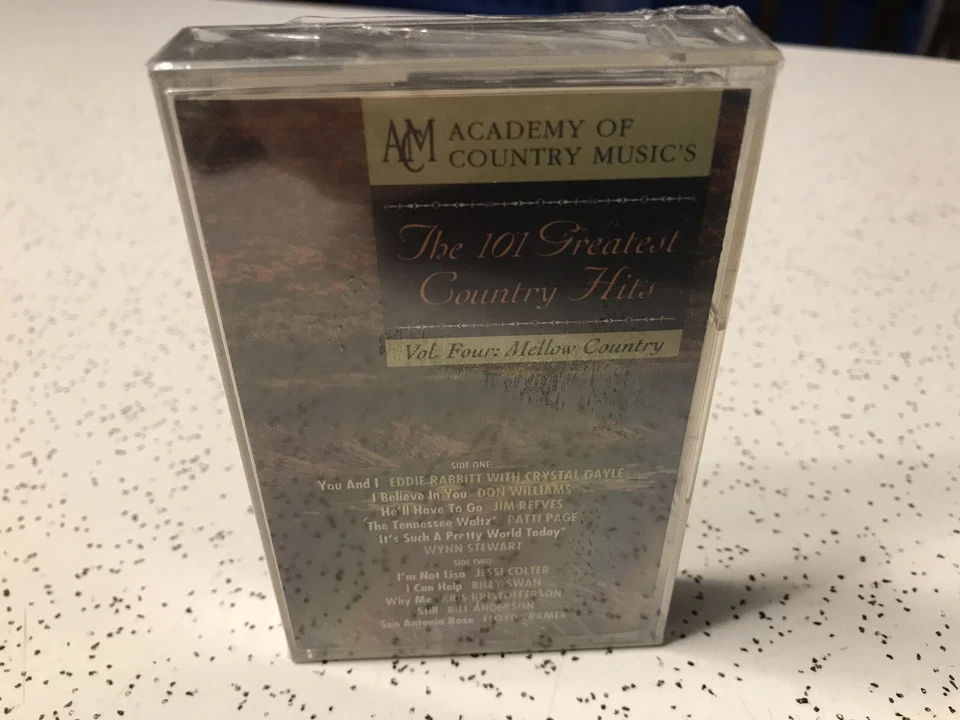 ACM ACADEMY OF
COUNTRY MUSIC'S
The 101 Greatest
Country Hits
Vol. Four: Mellow Country
SIDE ONE:
You And I EDDIE RABBITT WITH CRYSTAL GAYLE
I Believe In You DON WILLIAMS
He'll Have To Go JIM REEVES
"The Tennessee Waltz" PATTI PAGE
It's Such A Pretty World Today"
WYNN STEWART
SIDE TWO
I'm Not Lisa JESSI COLTER
I Can Help BILLY SWAN
Why Me KRIS KRISTOFFERSON
Still BILL ANDERSON
San Antonio Rose FLOYD CRAMER